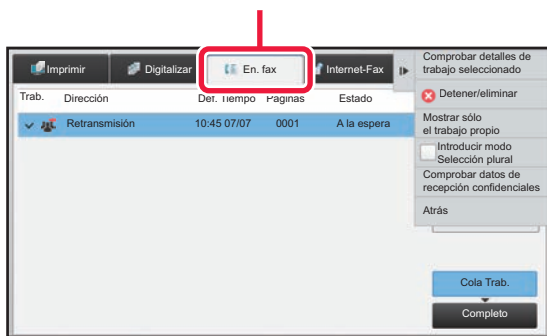 Imprimir
Digitalizar
En. fax
Internet-Fax
Trab.
Dirección
Def. Tiempo
Páginas
Estado
Retransmisión
10:45 07/07
0001
A la espera
Comprobar detalles de
trabajo seleccionado
Detener/eliminar
Mostrar sólo
el trabajo propio
Introducir modo
Selección plural
Comprobar datos de
recepción confidenciales
Atrás
Cola Trab.
Completo